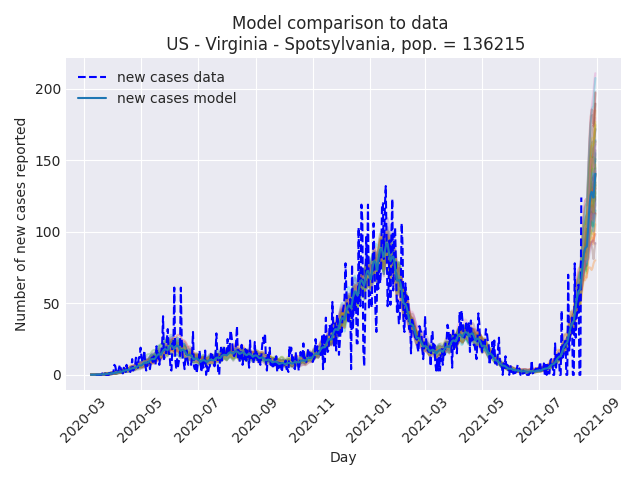 Model comparison to data
US - Virginia - Spotsylvania, pop. = 136215
new cases data
new cases model
Number of new cases reported
200
150
100
50
0
2020-03
2020-05
2020-07
2020-09
2020-11
2021-01
2021-03
2021-05
2021-07
2021-09
Day